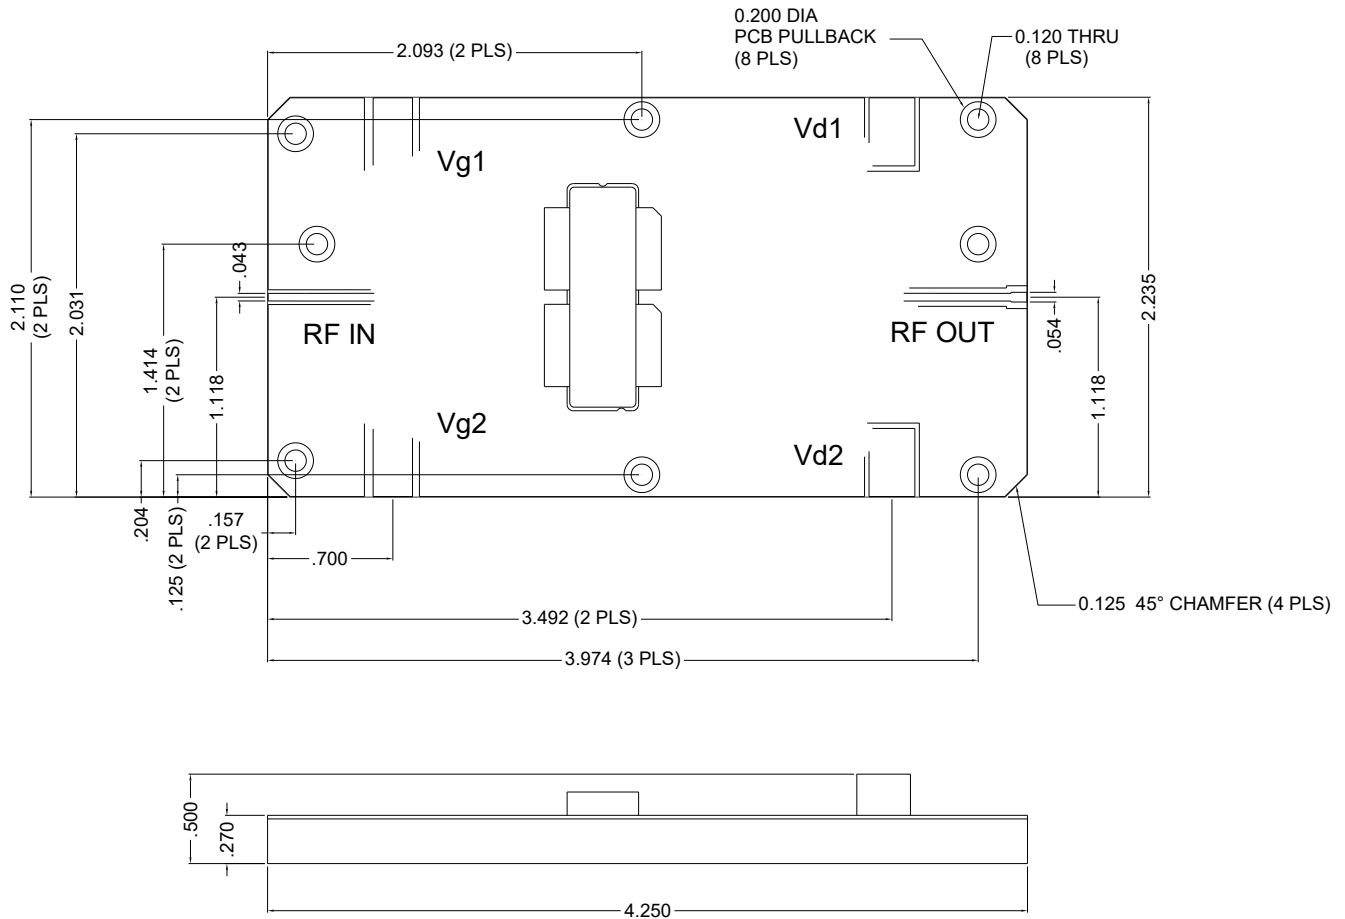 0.200 DIA
PCB PULLBACK
(8 PLS)
0.120 THRU
(8 PLS)
2.093 (2 PLS)
Vd1
Vg1
.043
2.110
(2 PLS)
2.031
1.414
(2 PLS)
1.118
RF IN
RF OUT
.054
2.235
1.118
Vg2
Vd2
.204
.125 (2 PLS)
.157
(2 PLS)
.700
0.125 45° CHAMFER (4 PLS)
3.492 (2 PLS)
3.974 (3 PLS)
.500
.270
4.250